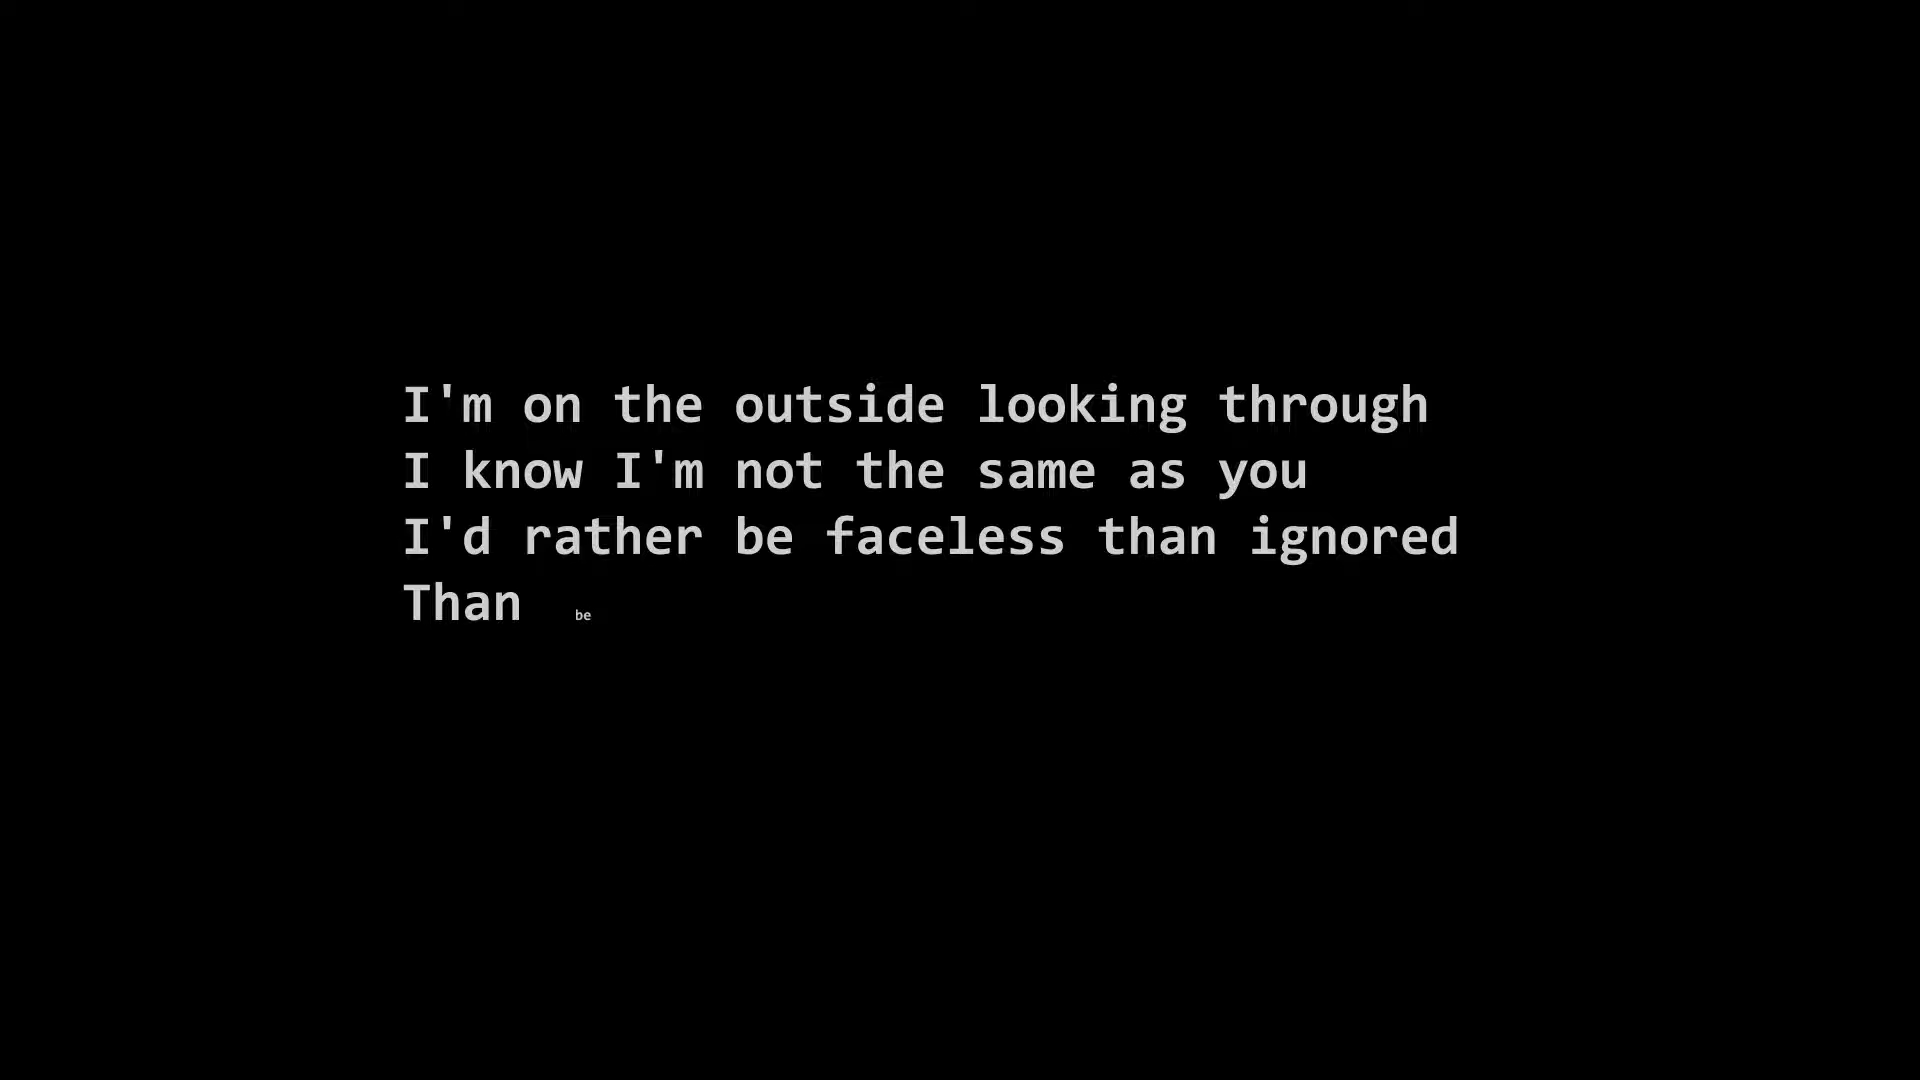 I'm on the outside looking through
I know I'm not the same as you
I'd rather be faceless than ignored
Than be